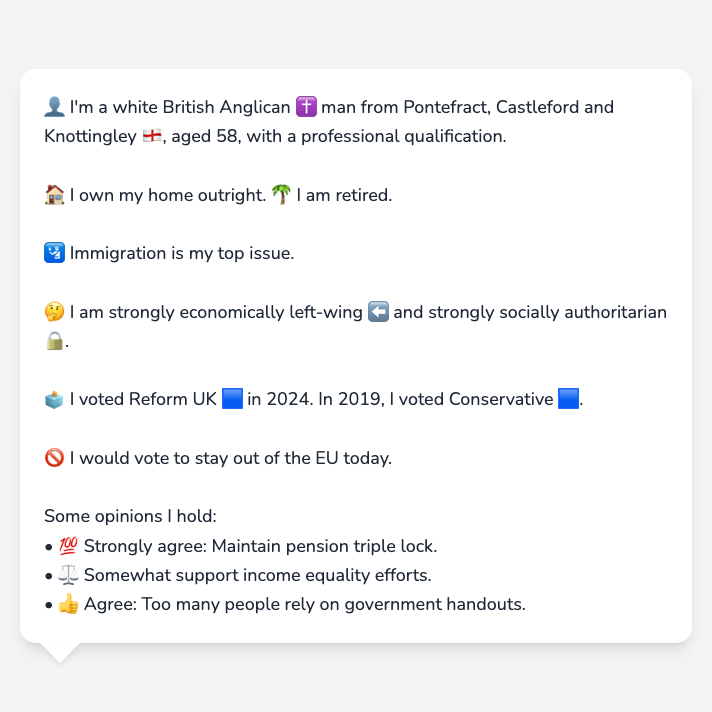 👤 I'm a white British Anglican ✝️ man from Pontefract, Castleford and
Knottingley 🏴󠁧󠁢󠁥󠁮󠁧󠁿, aged 58, with a professional qualification.
🏠 I own my home outright. 🌴 I am retired.
🛂 Immigration is my top issue.
🤔 I am strongly economically left-wing ⬅️ and strongly socially authoritarian
🔒.
🗳️ I voted Reform UK 🟦 in 2024. In 2019, I voted Conservative 🟦.
🚫 I would vote to stay out of the EU today.
Some opinions I hold:
• 💯 Strongly agree: Maintain pension triple lock.
• ⚖️ Somewhat support income equality efforts.
• 👍 Agree: Too many people rely on government handouts.